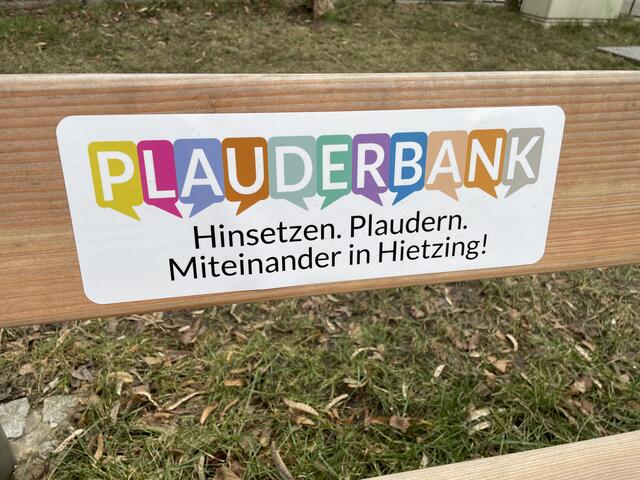 PLAUDERBANK
Hinsetzen. Plaudern.
Miteinander in Hietzing!